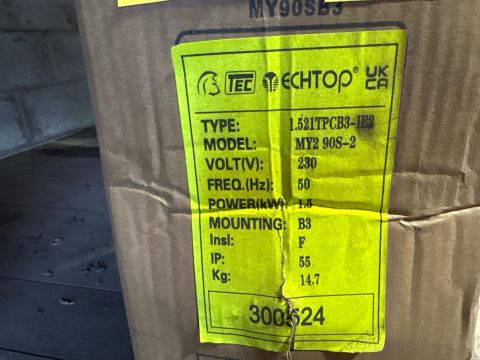 MY90SB3
TEC TECHTOP® UK CA
TYPE: 1.521TPCB3-IE2
MODEL: MY2 90S-2
VOLT(V): 230
FREQ.(Hz): 50
POWER(kW): 1.5
MOUNTING: B3
Insl: F
IP: 55
Kg: 14.7
300524